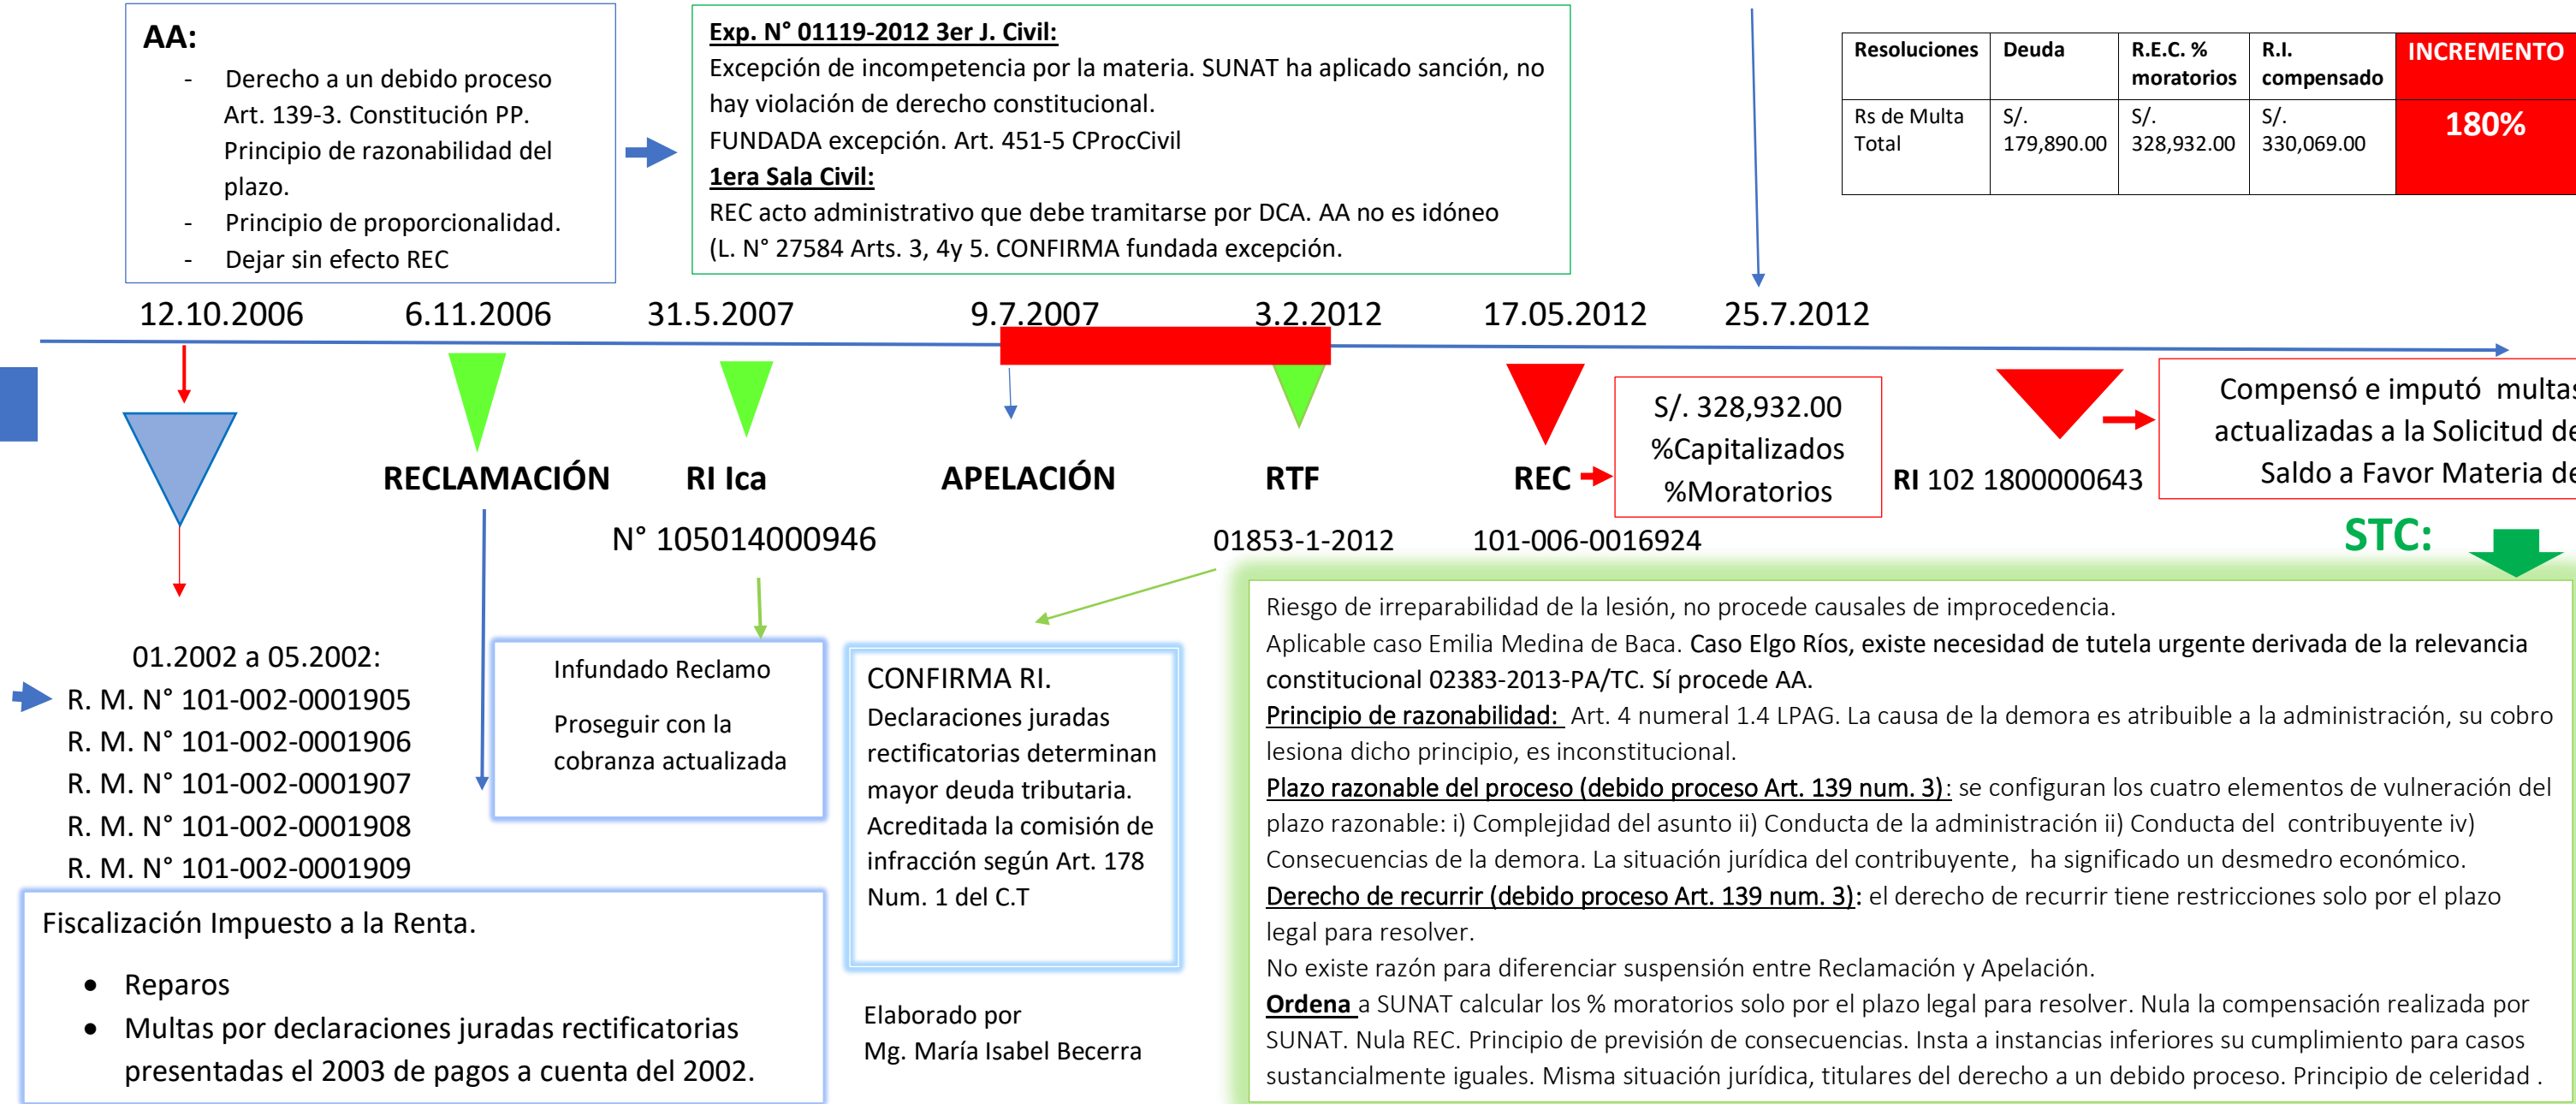 AA:
- Derecho a un debido proceso
Art. 139-3. Constitución PP.
Principio de razonabilidad del
plazo.
- Principio de proporcionalidad.
- Dejar sin efecto REC
Exp. N° 01119-2012 3er J. Civil:
Excepción de incompetencia por la materia. SUNAT ha aplicado sanción, no
hay violación de derecho constitucional.
FUNDADA excepción. Art. 451-5 CProcCivil
1era Sala Civil:
REC acto administrativo que debe tramitarse por DCA. AA no es idóneo
(L. N° 27584 Arts. 3, 4y 5. CONFIRMA fundada excepción.
Resoluciones Deuda R.E.C. % moratorios R.I. compensado INCREMENTO
Rs de Multa Total S/. 179,890.00 S/. 328,932.00 S/. 330,069.00 180%
12.10.2006 6.11.2006 31.5.2007 9.7.2007 3.2.2012 17.05.2012 25.7.2012
RECLAMACIÓN RI Ica APELACIÓN RTF REC RI 102 1800000643
N° 105014000946 01853-1-2012 101-006-0016924
S/. 328,932.00
%Capitalizados
%Moratorios
Compensó e imputó multas
actualizadas a la Solicitud de
Saldo a Favor Materia de
STC:
01.2002 a 05.2002:
R. M. N° 101-002-0001905
R. M. N° 101-002-0001906
R. M. N° 101-002-0001907
R. M. N° 101-002-0001908
R. M. N° 101-002-0001909
Infundado Reclamo
Proseguir con la
cobranza actualizada
CONFIRMA RI.
Declaraciones juradas
rectificatorias determinan
mayor deuda tributaria.
Acreditada la comisión de
infracción según Art. 178
Num. 1 del C.T
Riesgo de irreparabilidad de la lesión, no procede causales de improcedencia.
Aplicable caso Emilia Medina de Baca. Caso Elgo Ríos, existe necesidad de tutela urgente derivada de la relevancia
constitucional 02383-2013-PA/TC. Sí procede AA.
Principio de razonabilidad: Art. 4 numeral 1.4 LPAG. La causa de la demora es atribuible a la administración, su cobro
lesiona dicho principio, es inconstitucional.
Plazo razonable del proceso (debido proceso Art. 139 num. 3): se configuran los cuatro elementos de vulneración del
plazo razonable: i) Complejidad del asunto ii) Conducta de la administración ii) Conducta del contribuyente iv)
Consecuencias de la demora. La situación jurídica del contribuyente, ha significado un desmedro económico.
Derecho de recurrir (debido proceso Art. 139 num. 3): el derecho de recurrir tiene restricciones solo por el plazo
legal para resolver.
No existe razón para diferenciar suspensión entre Reclamación y Apelación.
Ordena a SUNAT calcular los % moratorios solo por el plazo legal para resolver. Nula la compensación realizada por
SUNAT. Nula REC. Principio de previsión de consecuencias. Insta a instancias inferiores su cumplimiento para casos
sustancialmente iguales. Misma situación jurídica, titulares del derecho a un debido proceso. Principio de celeridad .
Fiscalización Impuesto a la Renta.
• Reparos
• Multas por declaraciones juradas rectificatorias
presentadas el 2003 de pagos a cuenta del 2002.
Elaborado por
Mg. María Isabel Becerra